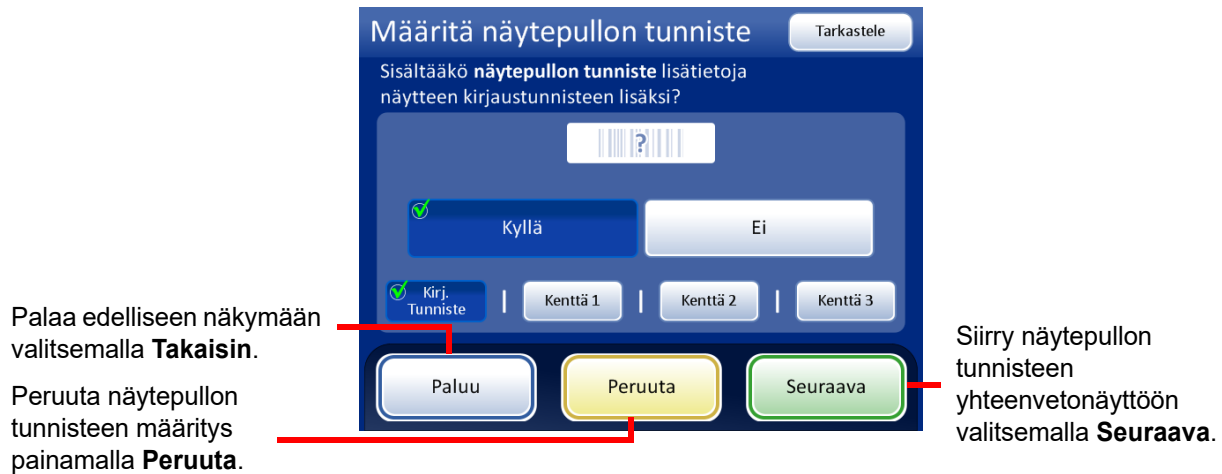 Määritä näytepullon tunniste
Tarkastele
Sisältääkö näytepullon tunniste lisätietoja
näytteen kirjaustunnisteen lisäksi?
?
Kyllä
Ei
Kirj.
Tunniste
|
Kenttä 1
|
Kenttä 2
|
Kenttä 3
Paluu
Peruuta
Seuraava
Palaa edelliseen näkymään
valitsemalla Takaisin.
Peruuta näytepullon
tunnisteen määritys
painamalla Peruuta.
Siirry näytepullon
tunnisteen
yhteenvetonäyttöön
valitsemalla Seuraava.